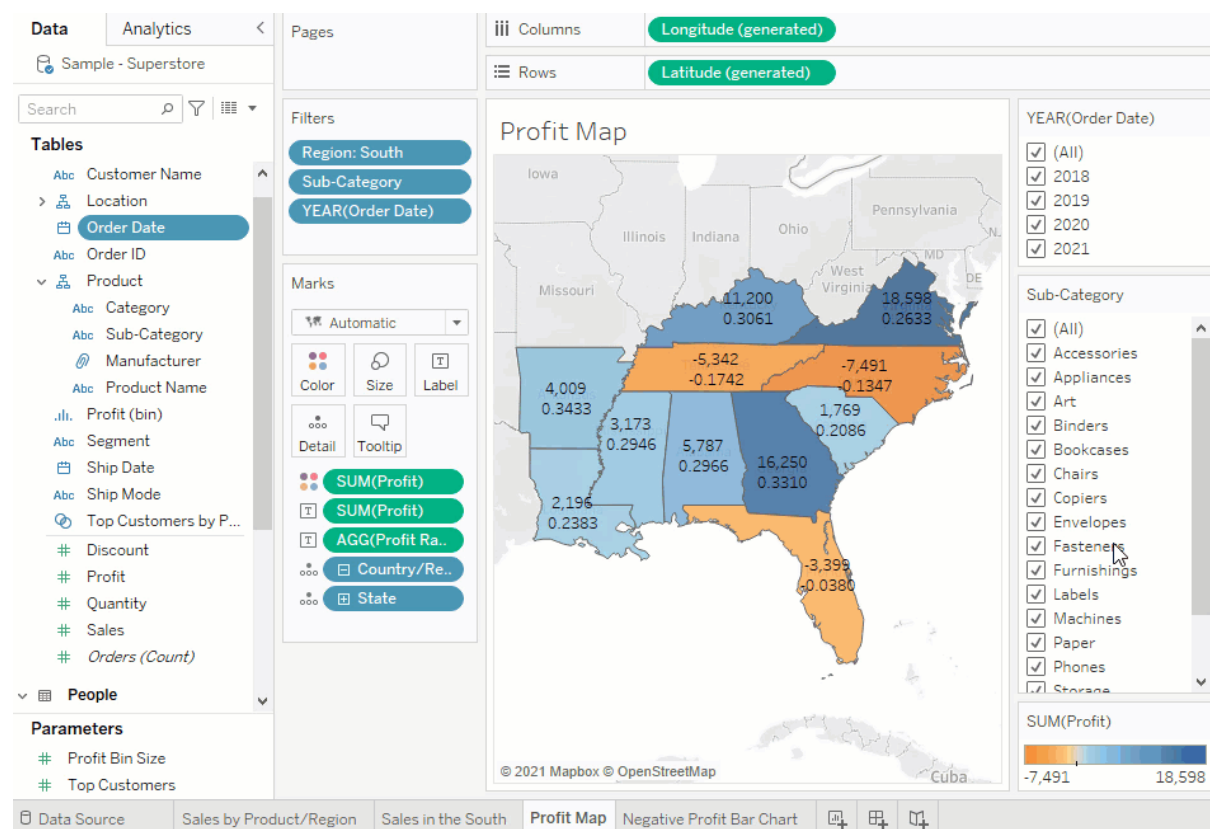 Data
Analytics
Sample - Superstore
Search
Tables
Abc Customer Name
Location
Order Date
Abc Order ID
Product
Abc Category
Abc Sub-Category
Manufacturer
Abc Product Name
Profit (bin)
Abc Segment
Ship Date
Abc Ship Mode
Top Customers by P...
# Discount
# Profit
# Quantity
# Sales
# Orders (Count)
People
Parameters
# Profit Bin Size
# Top Customers
Pages
Filters
Region: South
Sub-Category
YEAR(Order Date)
Marks
Automatic
Color Size Label
Detail Tooltip
SUM(Profit)
SUM(Profit)
AGG(Profit Ra..
Country/Re..
State
Columns Longitude (generated)
Rows Latitude (generated)
Profit Map
Iowa
Pennsylvania
Ohio
Illinois Indiana
N.
MD
West
Virginia
DE
Missouri
11,200
0.3061
18,598
0.2633
-5,342
-0.1742
-7,491
-0.1347
4,009
0.3433
1,769
0.2086
3,173
0.2946
5,787
0.2966
16,250
0.3310
2,196
0.2383
-3,399
-0.0380
Cuba
© 2021 Mapbox © OpenStreetMap
YEAR(Order Date)
(All)
2018
2019
2020
2021
Sub-Category
(All)
Accessories
Appliances
Art
Binders
Bookcases
Chairs
Copiers
Envelopes
Fasteners
Furnishings
Labels
Machines
Paper
Phones
Storage
SUM(Profit)
-7,491 18,598
Data Source
Sales by Product/Region
Sales in the South
Profit Map
Negative Profit Bar Chart